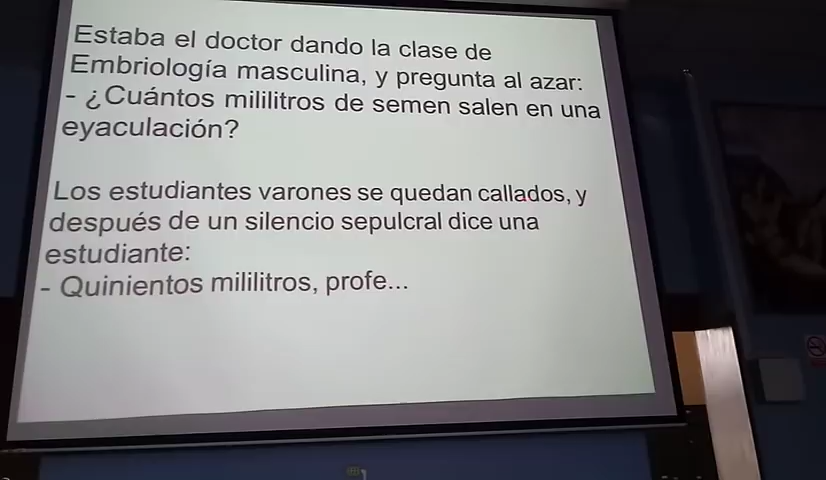 Estaba el doctor dando la clase de
Embriología masculina, y pregunta al azar:
- ¿Cuántos mililitros de semen salen en una
eyaculación?
Los estudiantes varones se quedan callados, y
después de un silencio sepulcral dice una
estudiante:
- Quinientos mililitros, profe...